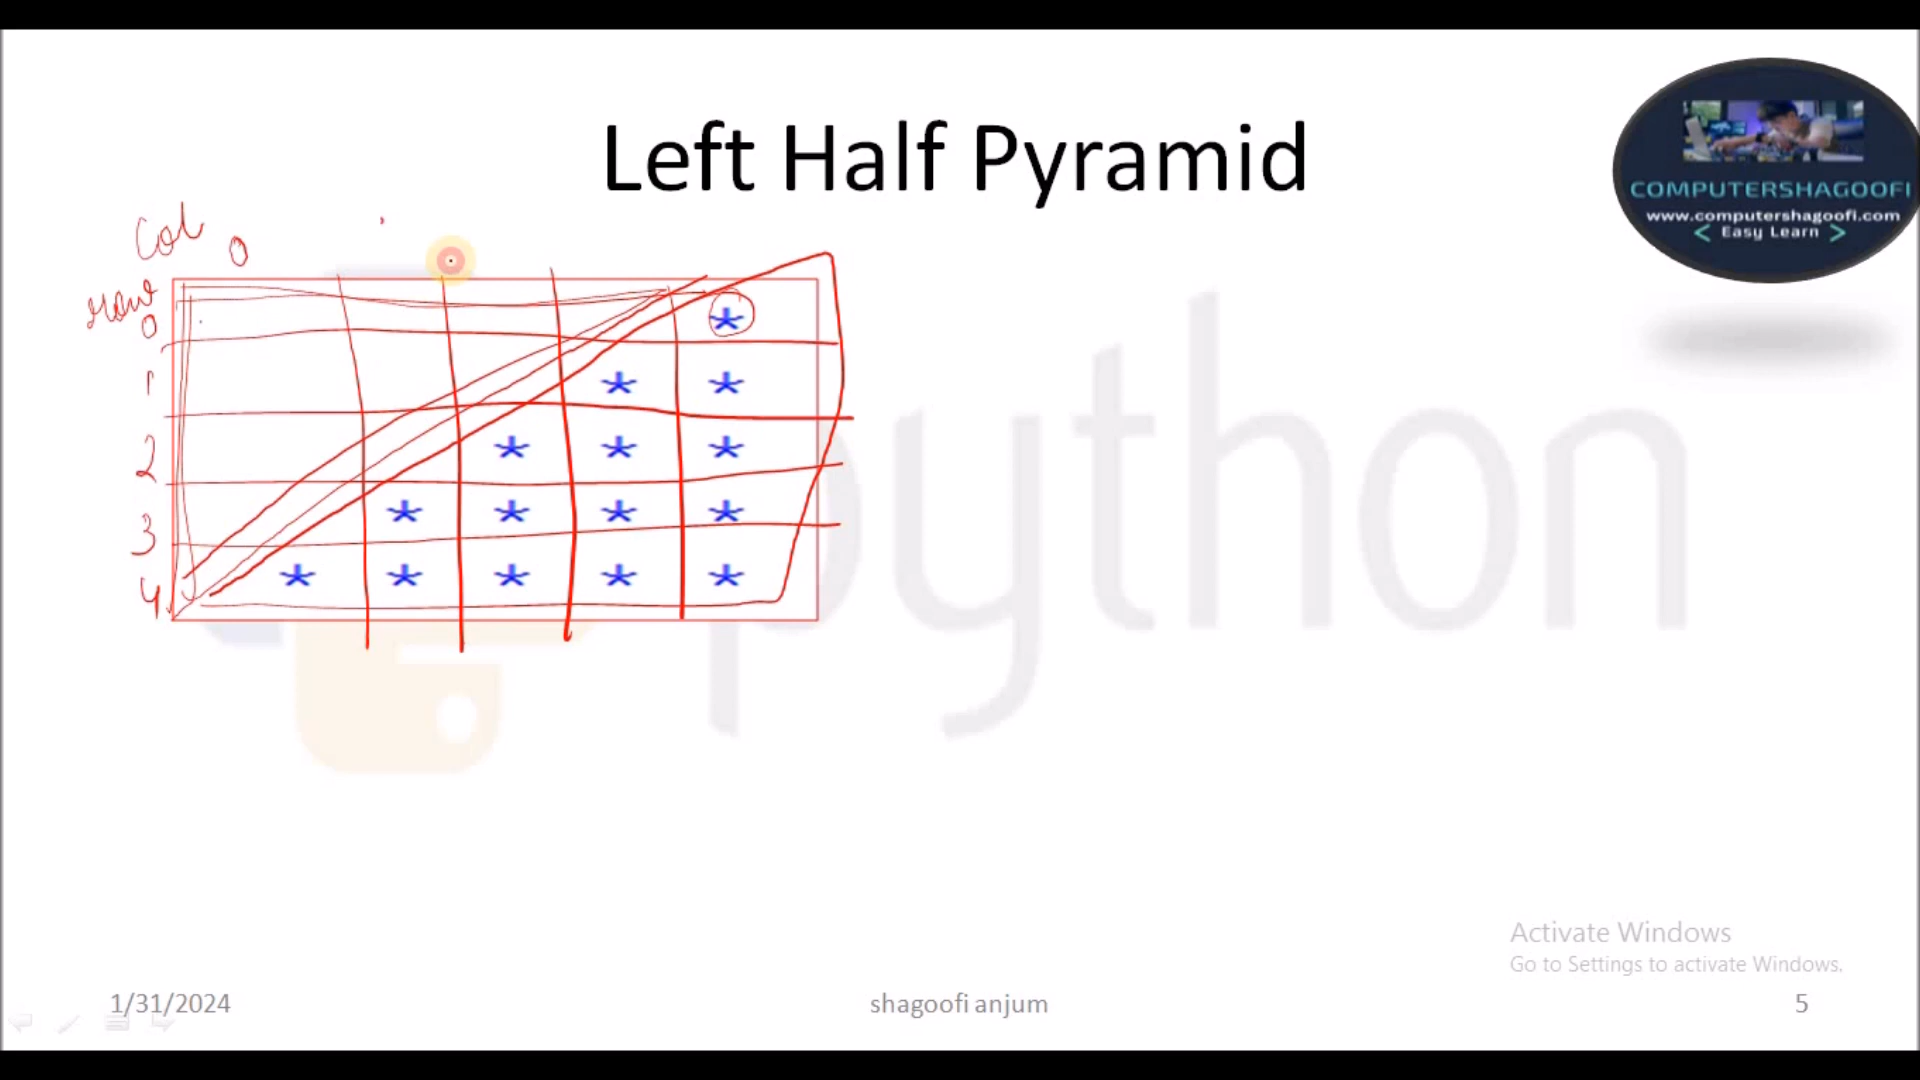 Left Half Pyramid
COMPUTERSHAGOOFI
www.computershagoofi.com
< Easy Learn >
Col 0
row
0 *
1 * *
2 * * *
3 * * * *
4 * * * * *
python
Activate Windows
Go to Settings to activate Windows.
1/31/2024
shagoofi anjum
5